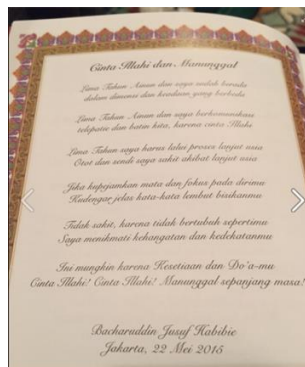 Cinta Illahi dan Manunggal
Lima Tahun Ainun dan saya sudah berada
dalam dimensi dan keadaan yang berbeda
Lima Tahun Ainun dan saya berkomunikasi
telepatie dan batin kita, karena cinta Illahi
Lima Tahun saya harus lalui proses lanjut usia
Otot dan sendi saya sakit akibat lanjut usia
Jika kupejamkan mata dan fokus pada dirimu
Kudengar jelas kata-kata lembut bisikanmu
Tidak sakit, karena tidak bertubuh sepertimu
Saya menikmati kehangatan dan kedekatanmu
Ini mungkin karena Kesetiaan dan Do'a-mu
Cinta Illahi! Cinta Illahi! Manunggal sepanjang masa!
Bacharuddin Jusuf Habibie
Jakarta, 22 Mei 2015